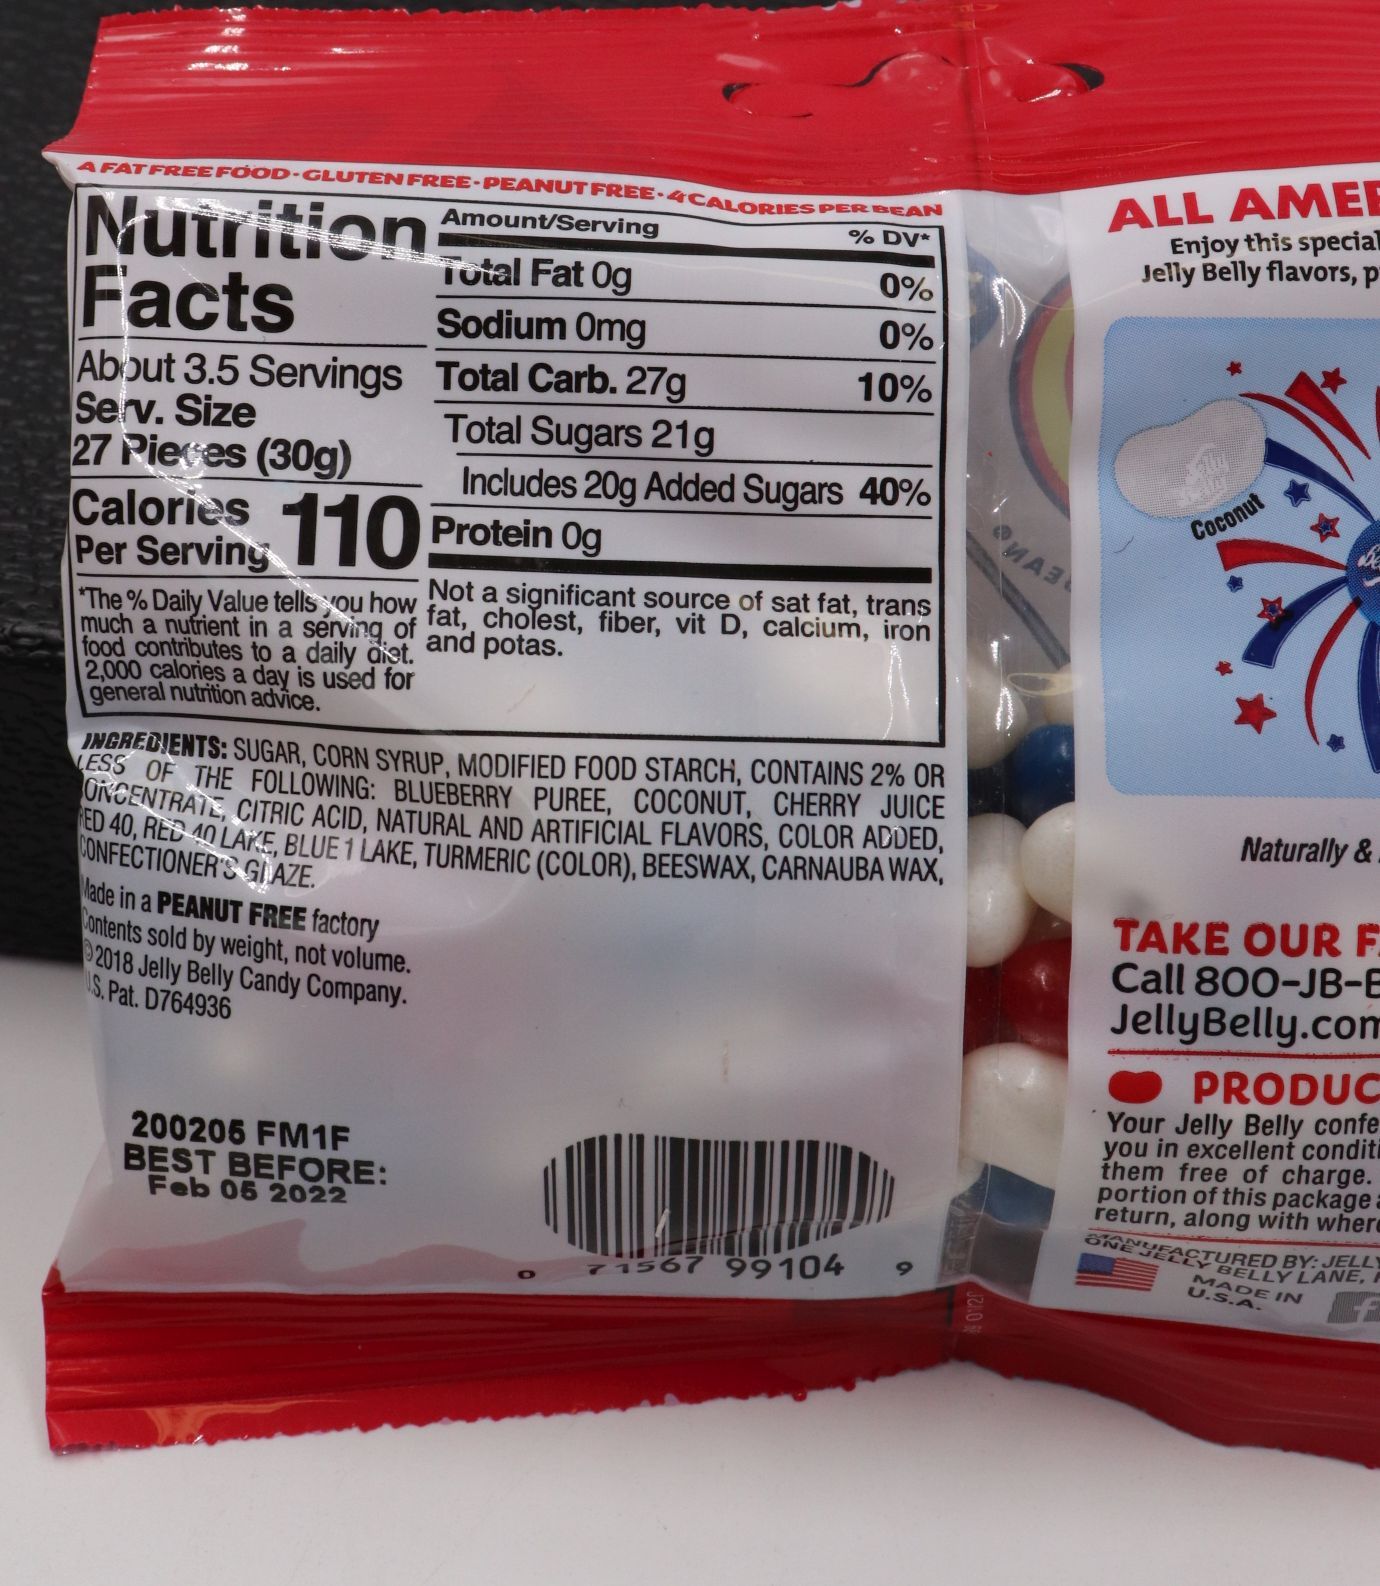 A FAT FREE FOOD · GLUTEN FREE · PEANUT FREE · 4 CALORIES PER BEAN
Nutrition
Facts
About 3.5 Servings
Serv. Size
27 Pieces (30g)
Calories
Per Serving 110
*The % Daily Value tells you how
much a nutrient in a serving of
food contributes to a daily diet.
2,000 calories a day is used for
general nutrition advice.
Amount/Serving % DV*
Total Fat 0g 0%
Sodium 0mg 0%
Total Carb. 27g 10%
Total Sugars 21g
Includes 20g Added Sugars 40%
Protein 0g
Not a significant source of sat fat, trans
fat, cholest, fiber, vit D, calcium, iron
and potas.
INGREDIENTS: SUGAR, CORN SYRUP, MODIFIED FOOD STARCH, CONTAINS 2% OR
LESS OF THE FOLLOWING: BLUEBERRY PUREE, COCONUT, CHERRY JUICE
ONCENTRATE, CITRIC ACID, NATURAL AND ARTIFICIAL FLAVORS, COLOR ADDED,
RED 40, RED 40 LAKE, BLUE 1 LAKE, TURMERIC (COLOR), BEESWAX, CARNAUBA WAX,
CONFECTIONER'S GLAZE.
Made in a PEANUT FREE factory
Contents sold by weight, not volume.
© 2018 Jelly Belly Candy Company.
U.S. Pat. D764936
200205 FM1F
BEST BEFORE:
Feb 05 2022
0 71567 99104 9
ALL AMER
Enjoy this special
Jelly Belly flavors, p
Coconut
Naturally &
TAKE OUR FA
Call 800-JB-B
JellyBelly.com
PRODUC
Your Jelly Belly confe
you in excellent conditi
them free of charge.
portion of this package a
return, along with where
MANUFACTURED BY: JELLY
ONE JELLY BELLY LANE,
MADE IN
U.S.A.